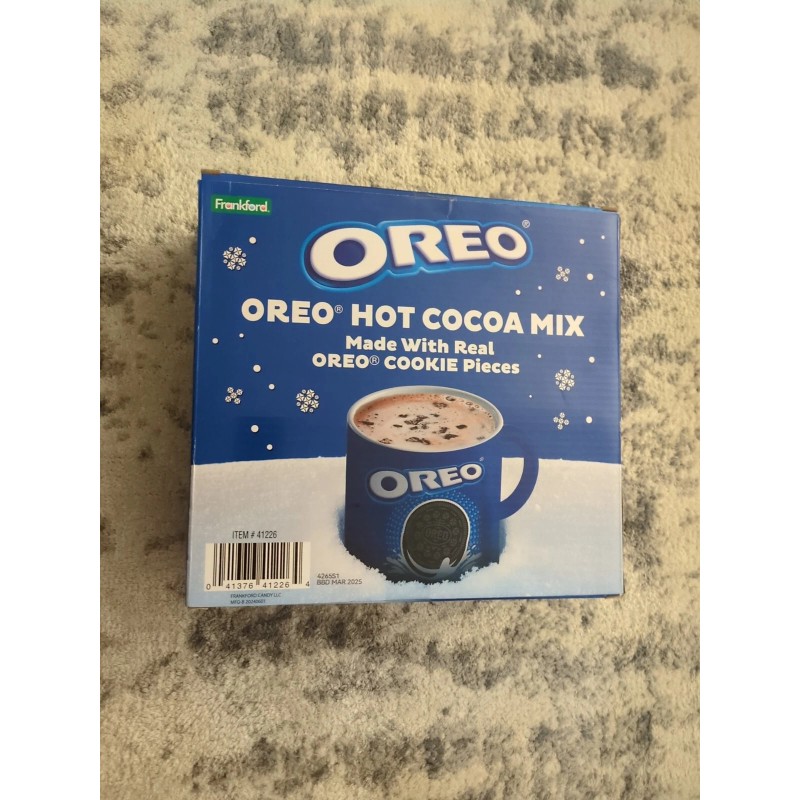 Frankford.
OREO®
OREO® HOT COCOA MIX
Made With Real
OREO® COOKIE Pieces
OREO
ITEM # 41226
0 41376 41226 4
4265S1
BBD MAR 2025
FRANKFORD CANDY LLC